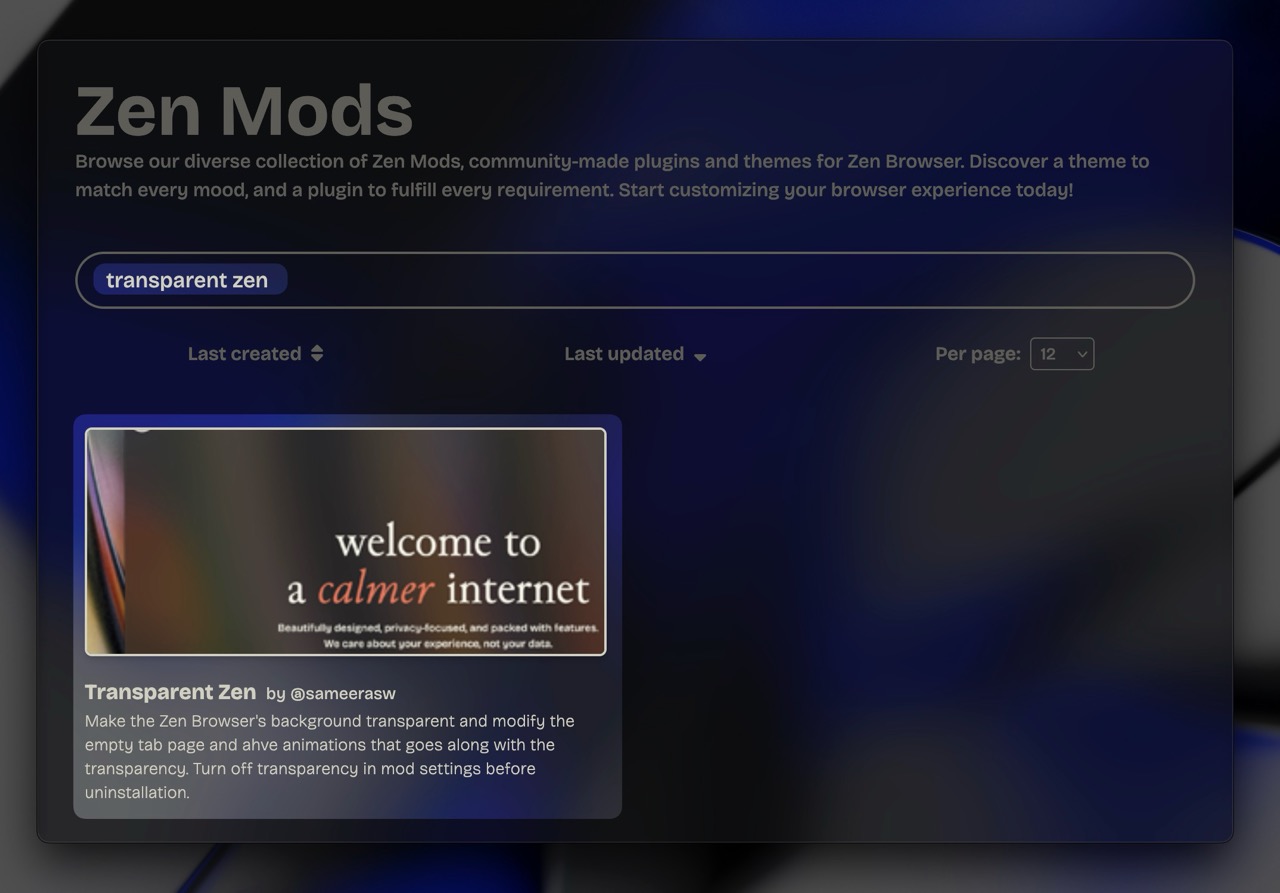 Zen Mods
Browse our diverse collection of Zen Mods, community-made plugins and themes for Zen Browser. Discover a theme to
match every mood, and a plugin to fulfill every requirement. Start customizing your browser experience today!
transparent zen
Last created
Last updated
Per page: 12
welcome to
a calmer internet
Beautifully designed, privacy-focused, and packed with features.
We care about your experience, not your data.
Transparent Zen by @sameerasw
Make the Zen Browser's background transparent and modify the
empty tab page and ahve animations that goes along with the
transparency. Turn off transparency in mod settings before
uninstallation.